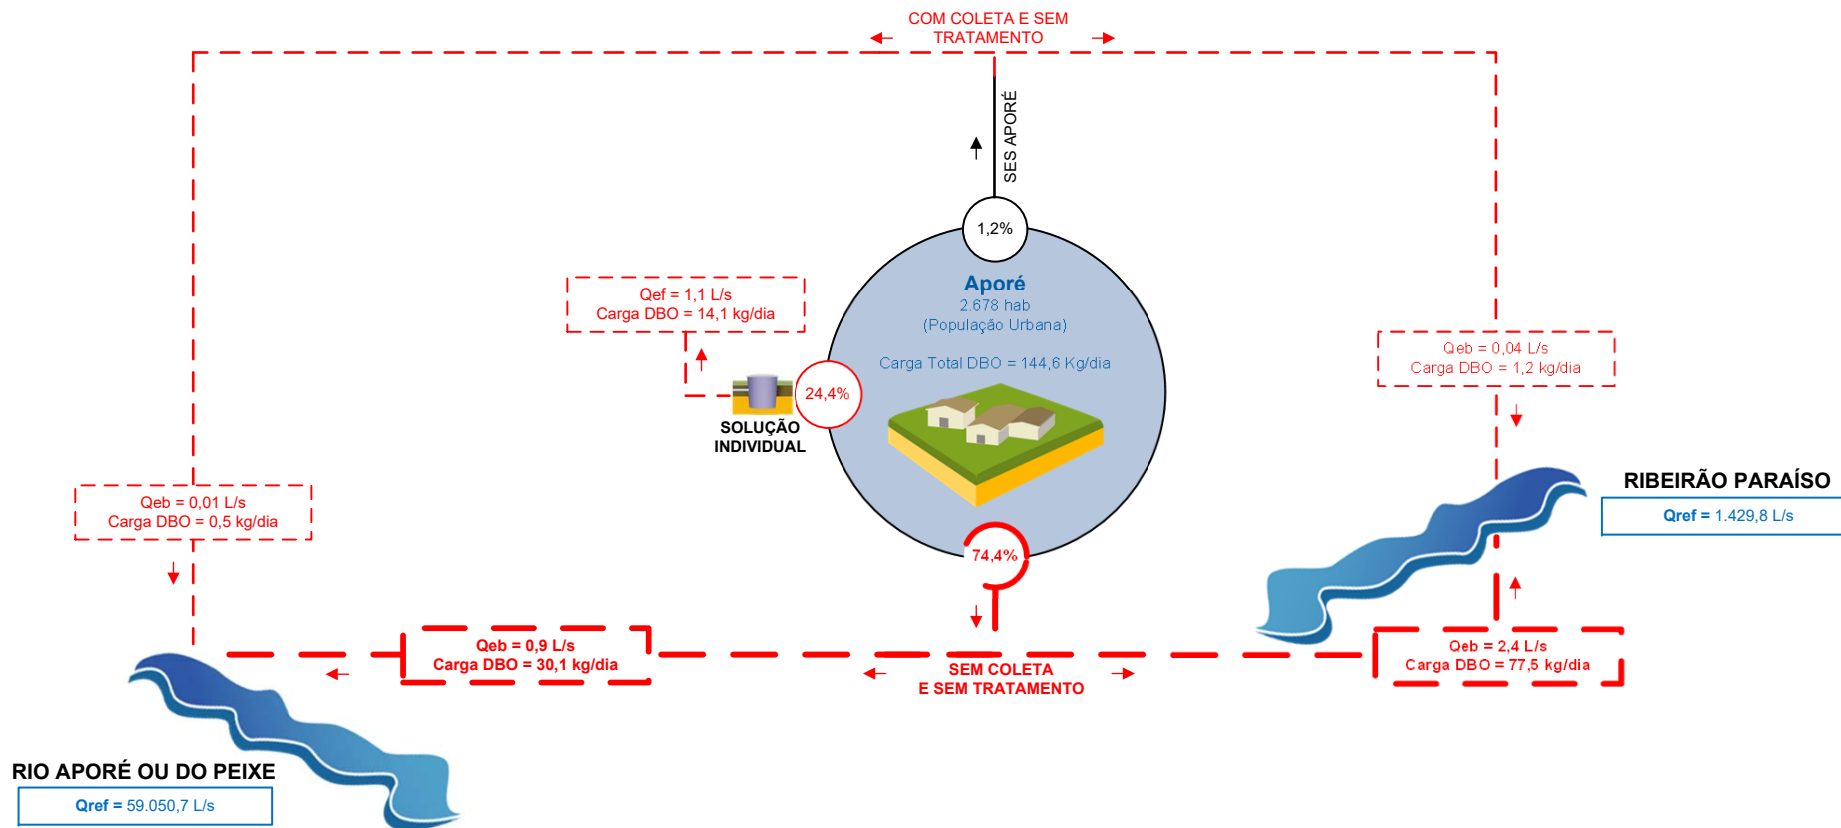 COM COLETA E SEM
TRATAMENTO
SES APORÉ
1,2%
Aporé
2.678 hab
(População Urbana)
Carga Total DBO = 144,6 Kg/dia
Qef = 1,1 L/s
Carga DBO = 14,1 kg/dia
24,4%
SOLUÇÃO
INDIVIDUAL
Qeb = 0,04 L/s
Carga DBO = 1,2 kg/dia
RIBEIRÃO PARAÍSO
Qref = 1.429,8 L/s
Qeb = 0,01 L/s
Carga DBO = 0,5 kg/dia
74,4%
Qeb = 0,9 L/s
Carga DBO = 30,1 kg/dia
SEM COLETA
E SEM TRATAMENTO
Qeb = 2,4 L/s
Carga DBO = 77,5 kg/dia
RIO APORÉ OU DO PEIXE
Qref = 59.050,7 L/s